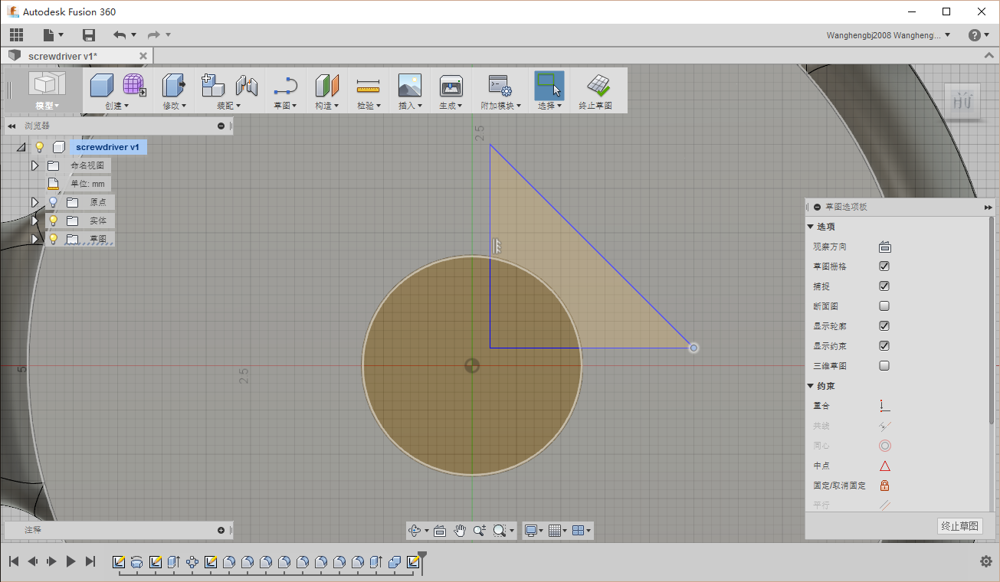 Autodesk Fusion 360
Wanghengbj2008 Wangheng...
screwdriver v1*
模型
创建
修改
装配
草图
构造
检验
插入
生成
附加模块
选择
终止草图
前
浏览器
screwdriver v1
命名视图
单位: mm
原点
实体
草图
2.5
2.5
5
草图选项板
选项
观察方向
草图栅格
捕捉
断面图
显示轮廓
显示约束
三维草图
约束
重合
共线
同心
中点
固定/取消固定
平行
终止草图
注释